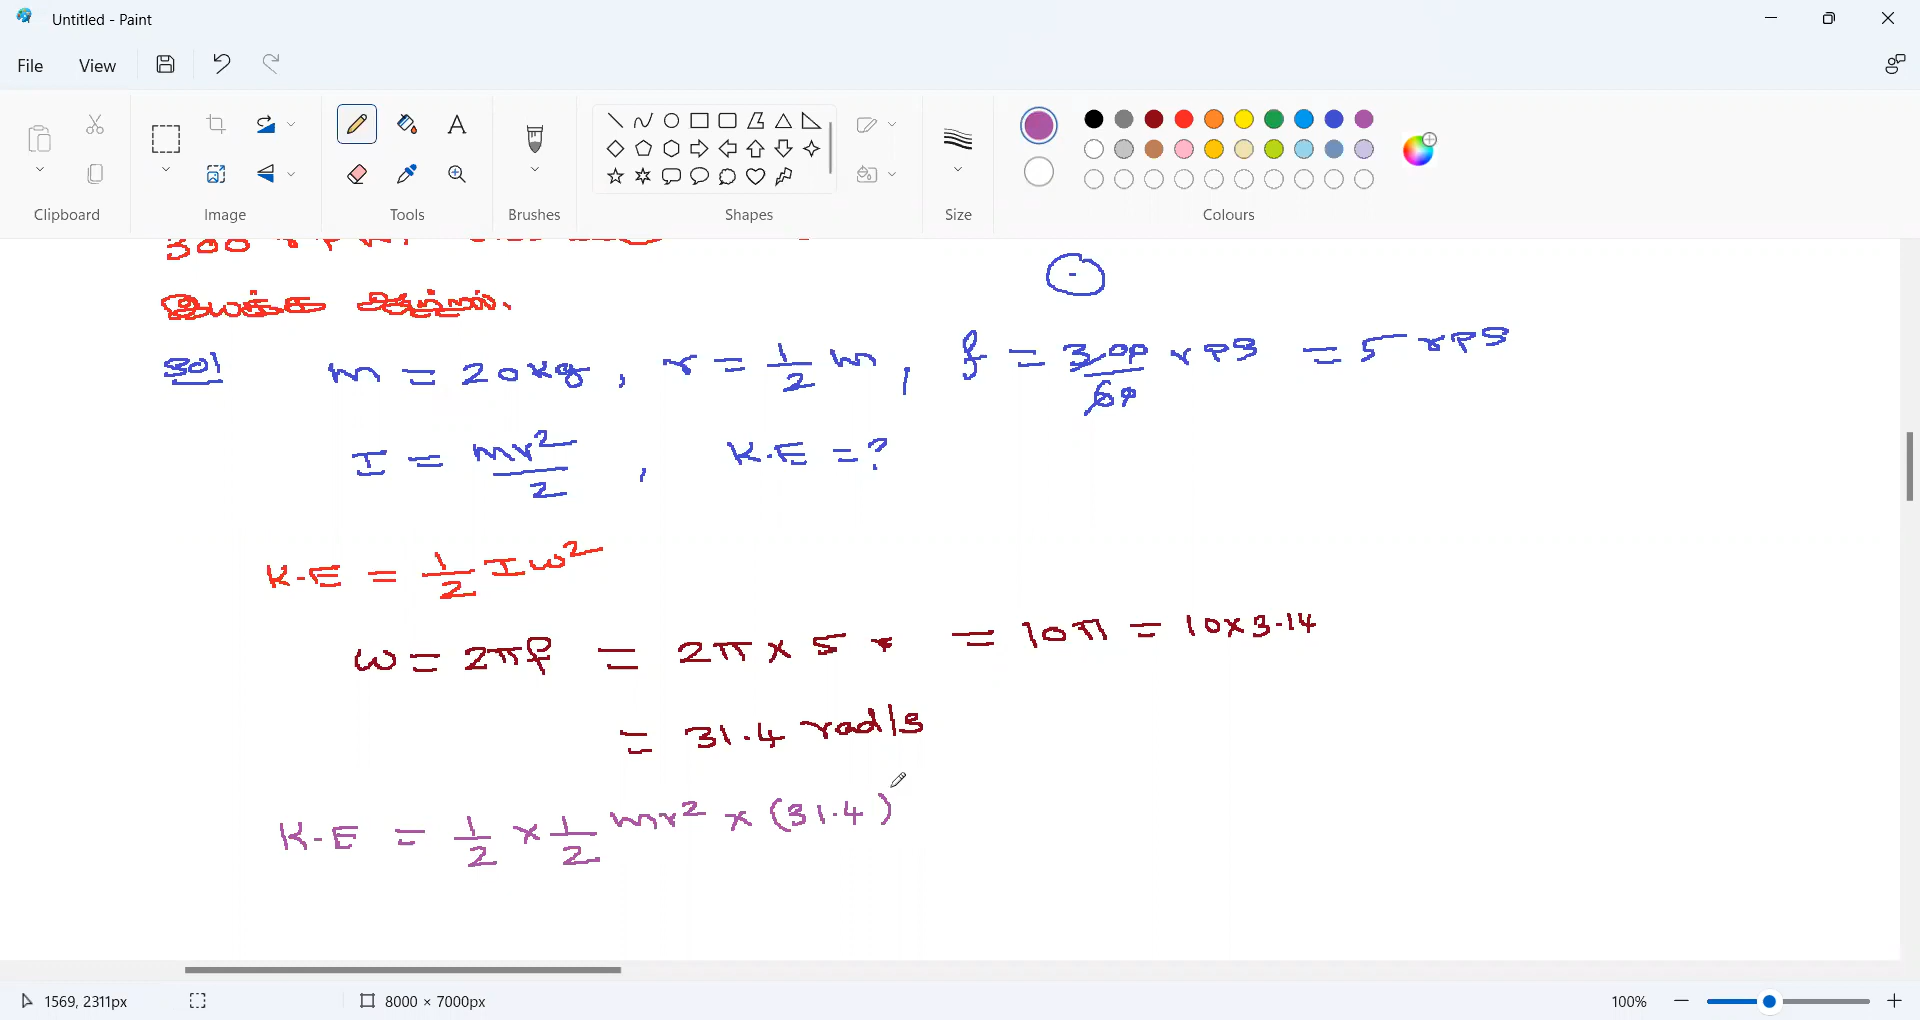 Untitled - Paint
File View
Clipboard Image Tools Brushes Shapes Size Colours
A
300
Sol m = 20kg, r = 1/2 m, f = 300/60 rps = 5 rps
I = mr²/2, K.E = ?
K-E = 1/2 Iω²
ω = 2πf = 2π x 5 = 10π = 10x3.14
= 31.4 rad/s
K-E = 1/2 x 1/2 mr² x (31.4)
1569, 2311px 8000 × 7000px 100%